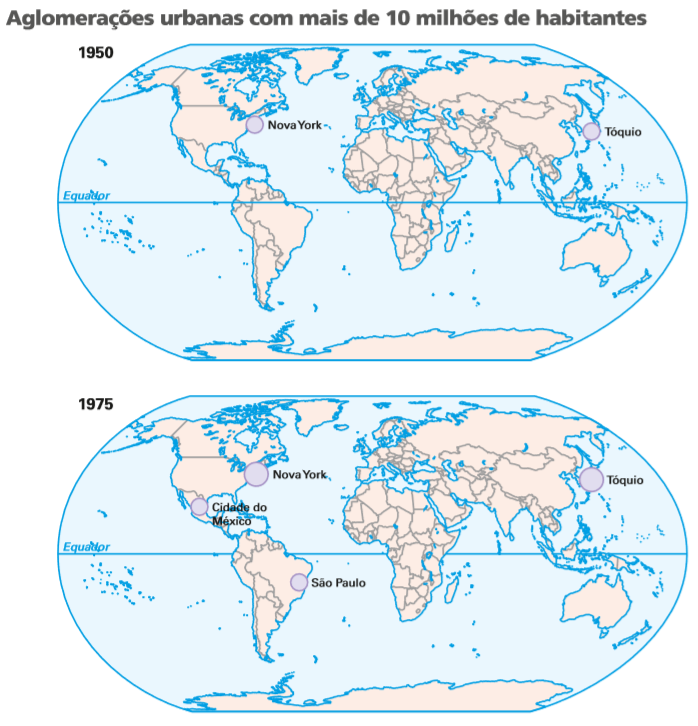 Aglomerações urbanas com mais de 10 milhões de habitantes
1950
Nova York
Tóquio
Equador
1975
Nova York
Tóquio
Cidade do
México
Equador
São Paulo